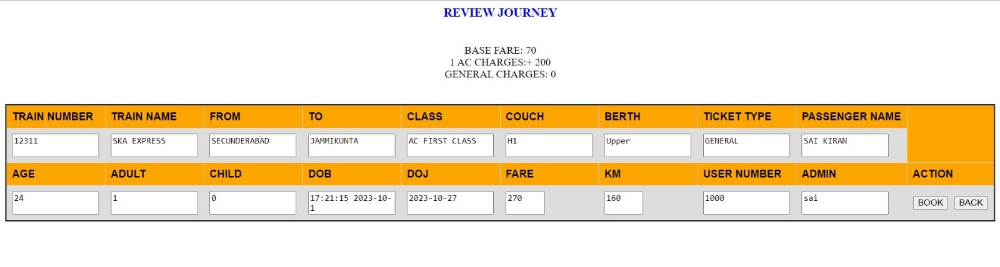 REVIEW JOURNEY
BASE FARE: 70
1 AC CHARGES:+ 200
GENERAL CHARGES: 0
TRAIN NUMBER TRAIN NAME FROM TO CLASS COUCH BERTH TICKET TYPE PASSENGER NAME
12311 SKA EXPRESS SECUNDERABAD JAMMIKUNTA AC FIRST CLASS H1 Upper GENERAL SAI KIRAN
AGE ADULT CHILD DOB DOJ FARE KM USER NUMBER ADMIN ACTION
24 1 0 17:21:15 2023-10- 2023-10-27 270 160 1000 sai BOOK BACK
1